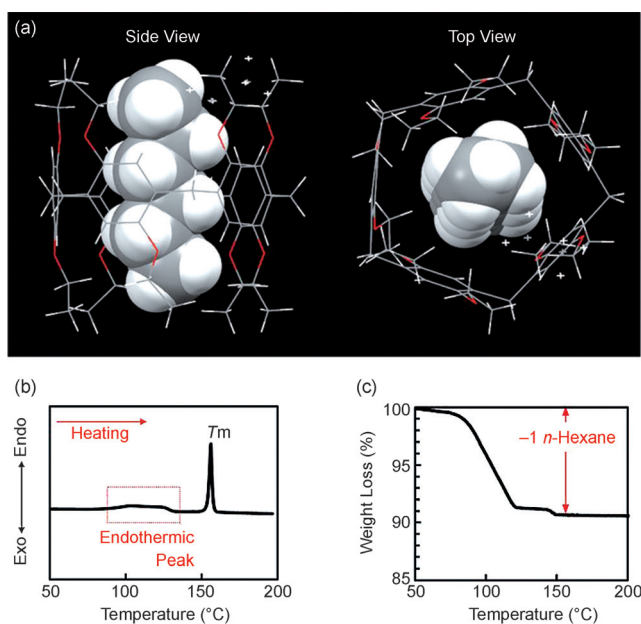 (a)
Side View
Top View
(b)
Heating
Tm
Endothermic
Peak
Exo
Endo
50
100
150
200
Temperature (°C)
(c)
100
95
90
85
–1 n-Hexane
Weight Loss (%)
50
100
150
200
Temperature (°C)